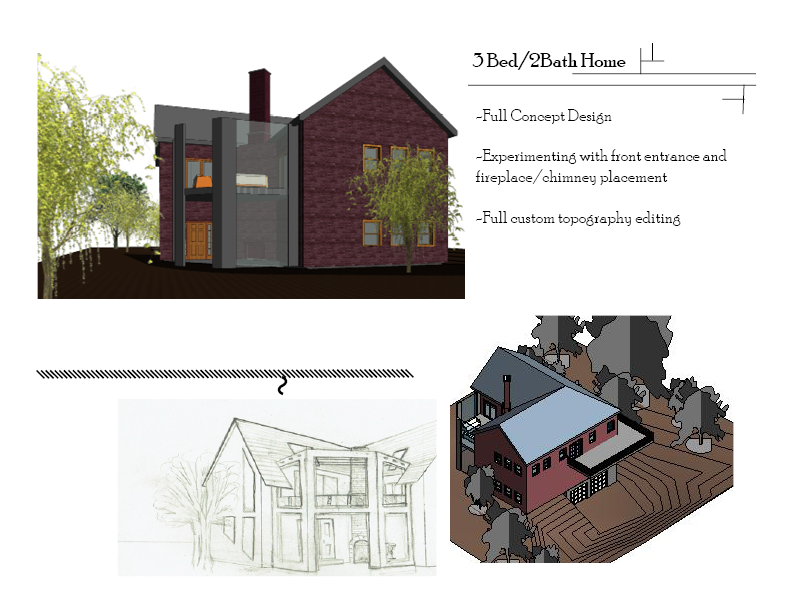 3 Bed/2Bath Home
-Full Concept Design
-Experimenting with front entrance and
fireplace/chimney placement
-Full custom topography editing